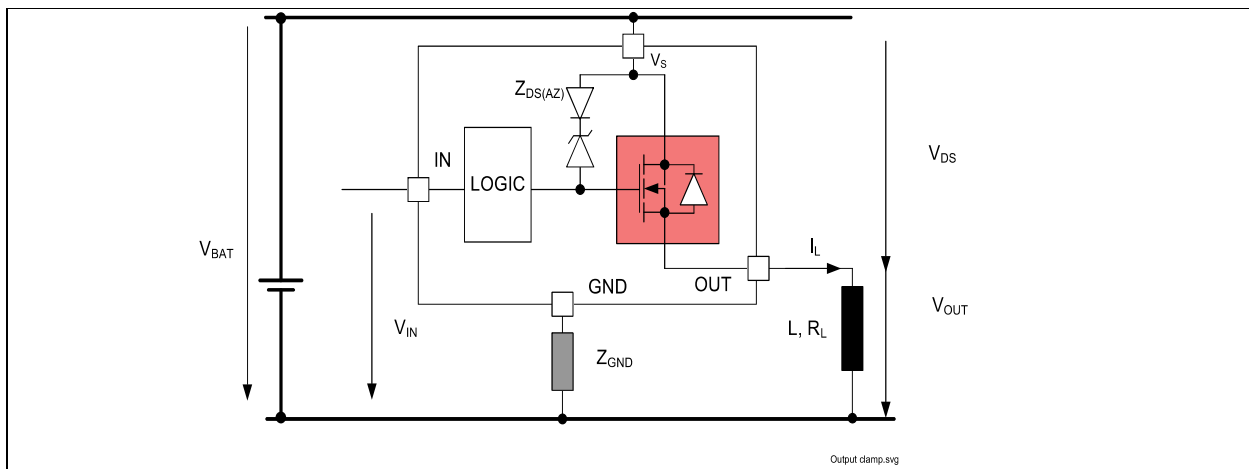 V_S
Z_DS(AZ)
IN
LOGIC
V_DS
V_BAT
I_L
GND
OUT
V_IN
V_OUT
L, R_L
Z_GND
Output clamp.svg